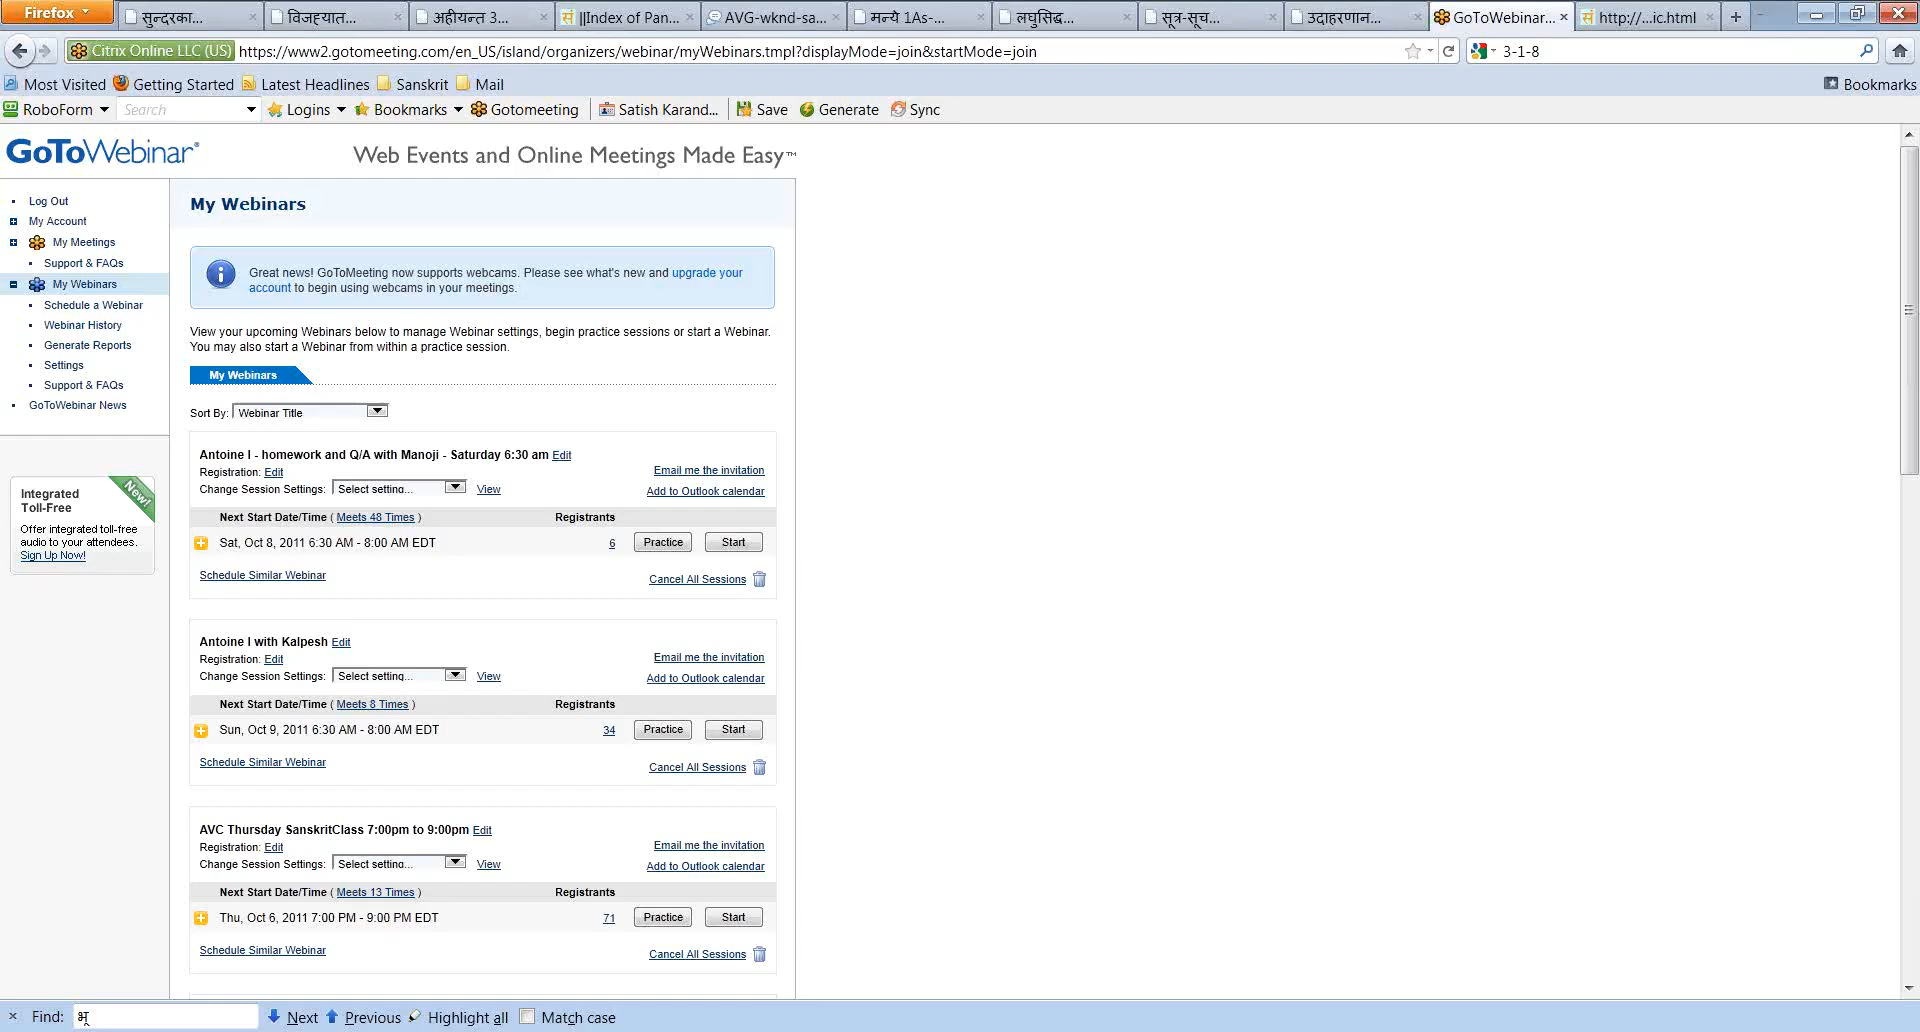 Firefox
सुन्दरका...
विजह्यात...
अहीयन्त 3...
||Index of Pan...
AVG-wknd-sa...
मन्यै 1As-...
लघुसिद्ध...
सूत्र-सूच...
उदाहरणान...
GoToWebinar...
http://...ic.html
Citrix Online LLC (US) https://www2.gotomeeting.com/en_US/island/organizers/webinar/myWebinars.tmpl?displayMode=join&startMode=join
3-1-8
Most Visited Getting Started Latest Headlines Sanskrit Mail Bookmarks
RoboForm Search Logins Bookmarks Gotomeeting Satish Karand... Save Generate Sync
GoToWebinar
Web Events and Online Meetings Made Easy™
Log Out
My Account
My Meetings
Support & FAQs
My Webinars
Schedule a Webinar
Webinar History
Generate Reports
Settings
Support & FAQs
GoToWebinar News
New!
Integrated
Toll-Free
Offer integrated toll-free
audio to your attendees.
Sign Up Now!
My Webinars
Great news! GoToMeeting now supports webcams. Please see what's new and upgrade your
account to begin using webcams in your meetings.
View your upcoming Webinars below to manage Webinar settings, begin practice sessions or start a Webinar.
You may also start a Webinar from within a practice session.
My Webinars
Sort By: Webinar Title
Antoine I - homework and Q/A with Manoji - Saturday 6:30 am Edit
Registration: Edit
Email me the invitation
Change Session Settings: Select setting... View
Add to Outlook calendar
Next Start Date/Time ( Meets 48 Times ) Registrants
Sat, Oct 8, 2011 6:30 AM - 8:00 AM EDT 6 Practice Start
Schedule Similar Webinar Cancel All Sessions
Antoine I with Kalpesh Edit
Registration: Edit
Email me the invitation
Change Session Settings: Select setting... View
Add to Outlook calendar
Next Start Date/Time ( Meets 8 Times ) Registrants
Sun, Oct 9, 2011 6:30 AM - 8:00 AM EDT 34 Practice Start
Schedule Similar Webinar Cancel All Sessions
AVC Thursday SanskritClass 7:00pm to 9:00pm Edit
Registration: Edit
Email me the invitation
Change Session Settings: Select setting... View
Add to Outlook calendar
Next Start Date/Time ( Meets 13 Times ) Registrants
Thu, Oct 6, 2011 7:00 PM - 9:00 PM EDT 71 Practice Start
Schedule Similar Webinar Cancel All Sessions
Find: Next Previous Highlight all Match case